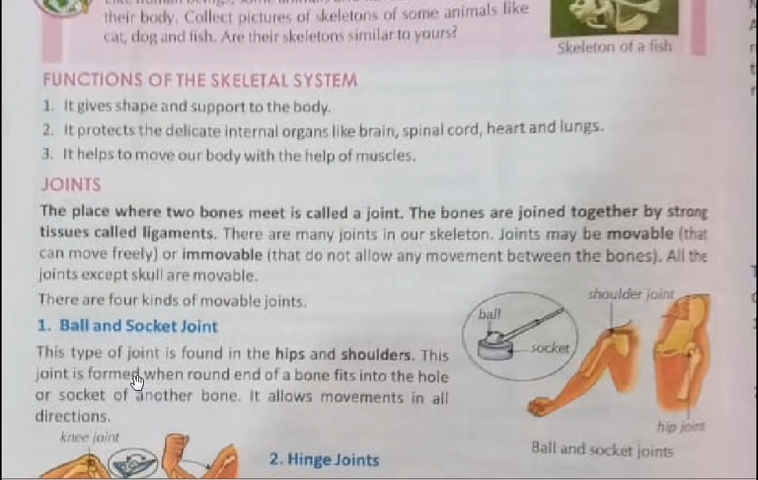 their body. Collect pictures of skeletons of some animals like
cat, dog and fish. Are their skeletons similar to yours?
Skeleton of a fish
FUNCTIONS OF THE SKELETAL SYSTEM
1. It gives shape and support to the body.
2. It protects the delicate internal organs like brain, spinal cord, heart and lungs.
3. It helps to move our body with the help of muscles.
JOINTS
The place where two bones meet is called a joint. The bones are joined together by strong
tissues called ligaments. There are many joints in our skeleton. Joints may be movable (that
can move freely) or immovable (that do not allow any movement between the bones). All the
joints except skull are movable.
There are four kinds of movable joints.
1. Ball and Socket Joint
This type of joint is found in the hips and shoulders. This
joint is formed when round end of a bone fits into the hole
or socket of another bone. It allows movements in all
directions.
ball
socket
shoulder joint
hip joint
Ball and socket joints
knee joint
2. Hinge Joints